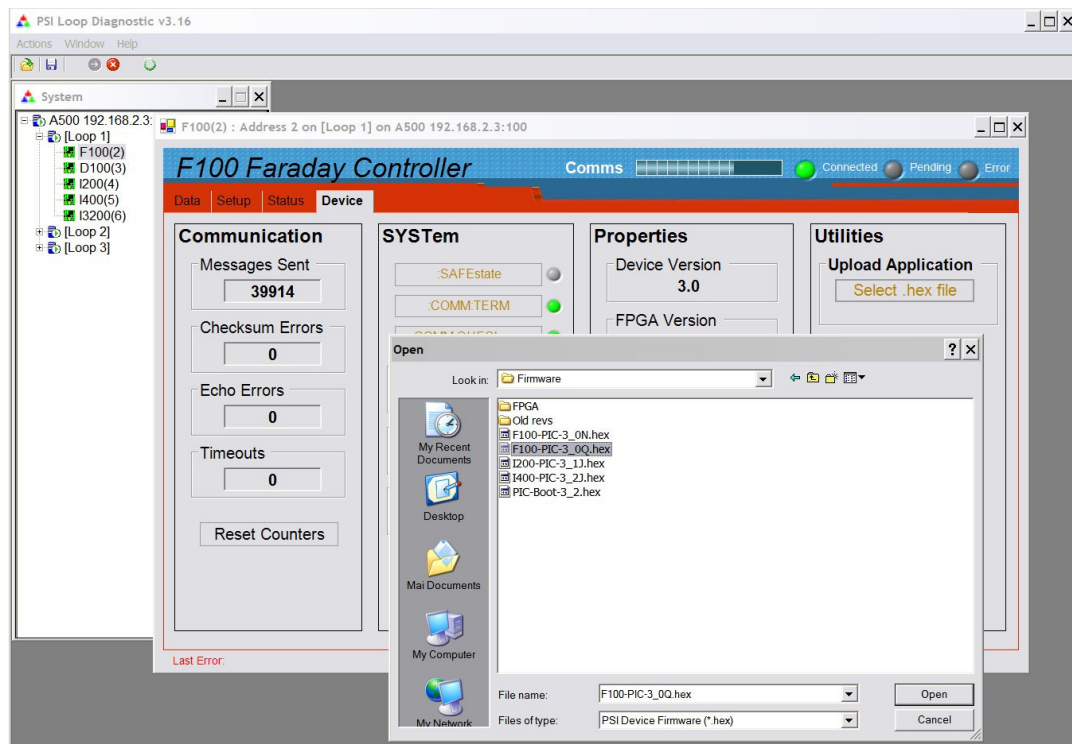 PSI Loop Diagnostic v3.16
Actions Window Help
System
A500 192.168.2.3:
[Loop 1]
F100(2)
D100(3)
I200(4)
I400(5)
I3200(6)
[Loop 2]
[Loop 3]
F100(2) : Address 2 on [Loop 1] on A500 192.168.2.3:100
F100 Faraday Controller
Comms
Connected
Pending
Error
Data Setup Status Device
Communication
Messages Sent
39914
Checksum Errors
0
Echo Errors
0
Timeouts
0
Reset Counters
SYSTem
:SAFEstate
:COMM:TERM
Properties
Device Version
3.0
FPGA Version
Utilities
Upload Application
Select .hex file
Last Error:
Open
Look in: Firmware
My Recent
Documents
Desktop
Mai Documents
My Computer
My Network
FPGA
Old revs
F100-PIC-3_0N.hex
F100-PIC-3_0Q.hex
I200-PIC-3_1J.hex
I400-PIC-3_2J.hex
PIC-Boot-3_2.hex
File name: F100-PIC-3_0Q.hex
Open
Files of type: PSI Device Firmware (*.hex)
Cancel